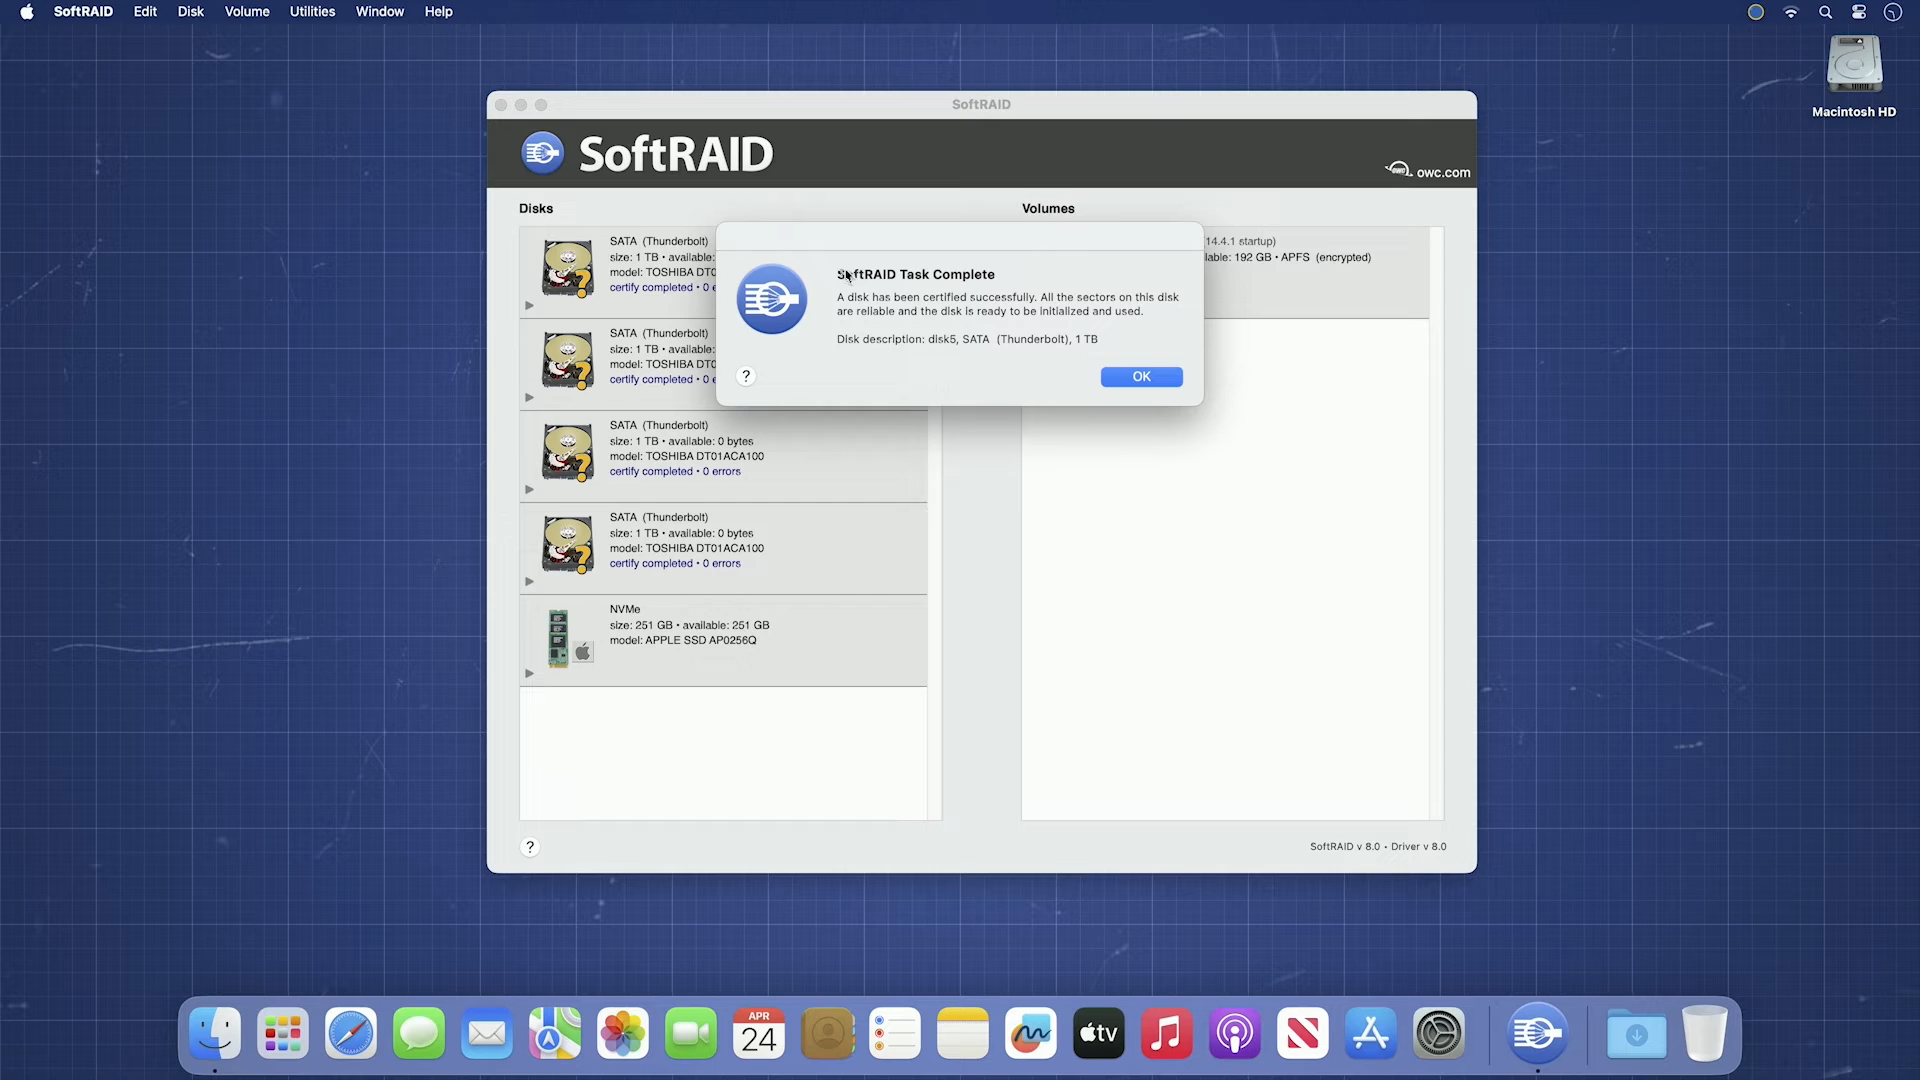 SoftRAID Edit Disk Volume Utilities Window Help
Macintosh HD
SoftRAID
SoftRAID
owc.com
Disks
SATA (Thunderbolt)
size: 1 TB • available:
model: TOSHIBA DT0
certify completed • 0 e
SATA (Thunderbolt)
size: 1 TB • available:
model: TOSHIBA DT0
certify completed • 0 e
SATA (Thunderbolt)
size: 1 TB • available: 0 bytes
model: TOSHIBA DT01ACA100
certify completed • 0 errors
SATA (Thunderbolt)
size: 1 TB • available: 0 bytes
model: TOSHIBA DT01ACA100
certify completed • 0 errors
NVMe
size: 251 GB • available: 251 GB
model: APPLE SSD AP0256Q
Volumes
14.4.1 startup)
lable: 192 GB • APFS (encrypted)
SoftRAID Task Complete
A disk has been certified successfully. All the sectors on this disk
are reliable and the disk is ready to be initialized and used.
Disk description: disk5, SATA (Thunderbolt), 1 TB
?
OK
?
SoftRAID v 8.0 • Driver v 8.0
APR
24
tv